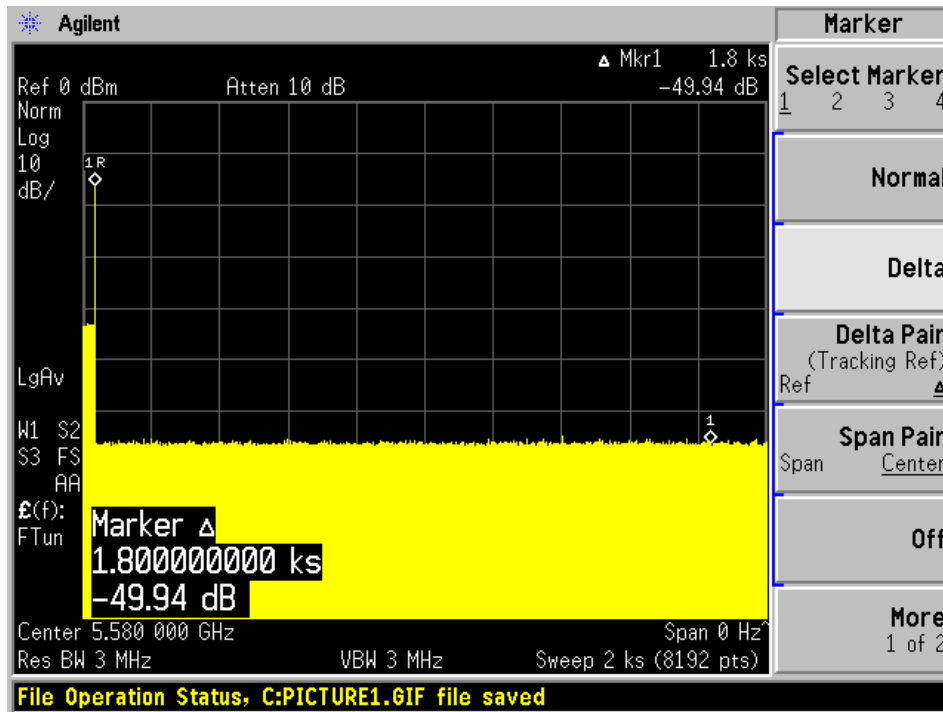 Agilent
Marker
Δ Mkr1 1.8 ks
Ref 0 dBm Atten 10 dB -49.94 dB
Norm
Log
10
dB/
1R
LgAv
1
W1 S2
S3 FS
AA
£(f):
FTun
Marker Δ
1.800000000 ks
-49.94 dB
Center 5.580 000 GHz Span 0 Hz^
Res BW 3 MHz VBW 3 MHz Sweep 2 ks (8192 pts)
File Operation Status, C:PICTURE1.GIF file saved
Select Marker
1 2 3 4
Normal
Delta
Delta Pair
(Tracking Ref)
Ref Δ
Span Pair
Span Center
Off
More
1 of 2